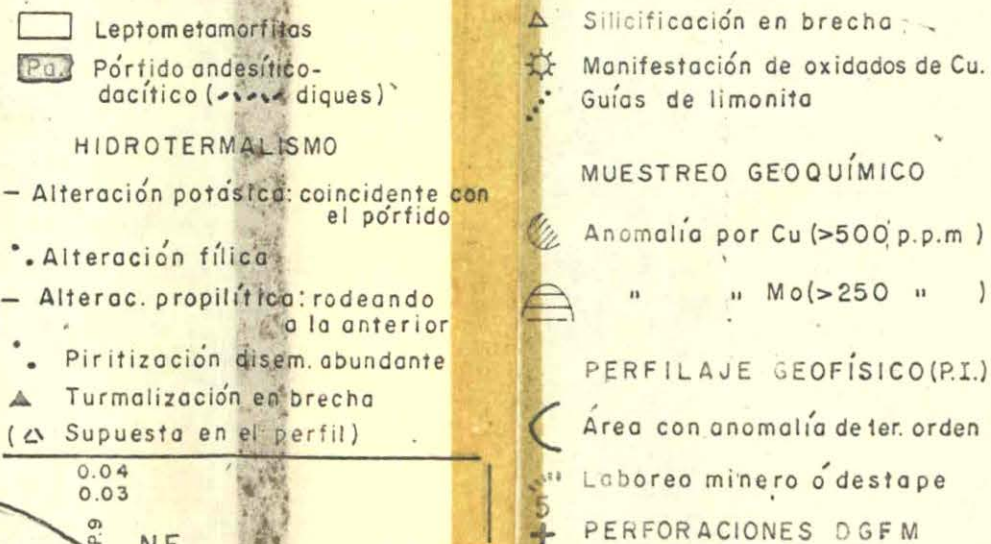 Leptometamorfitas
Pa. Pórfido andesítico-
dacítico ( diques)
HIDROTERMALISMO
— Alteración potásica: coincidente con
el pórfido
Alteración fílica
— Alterac. propilítica: rodeando
a la anterior
Piritización disem. abundante
Turmalización en brecha
( Supuesta en el perfil)
0.04
0.03
P.g
NE
Silicificación en brecha
Manifestación de oxidados de Cu.
Guías de limonita
MUESTREO GEOQUÍMICO
Anomalía por Cu (>500 p.p.m )
" " Mo(>250 " )
PERFILAJE GEOFÍSICO(P.I.)
Área con anomalía de 1er. orden
Laboreo minero ó destape
5
PERFORACIONES DGFM